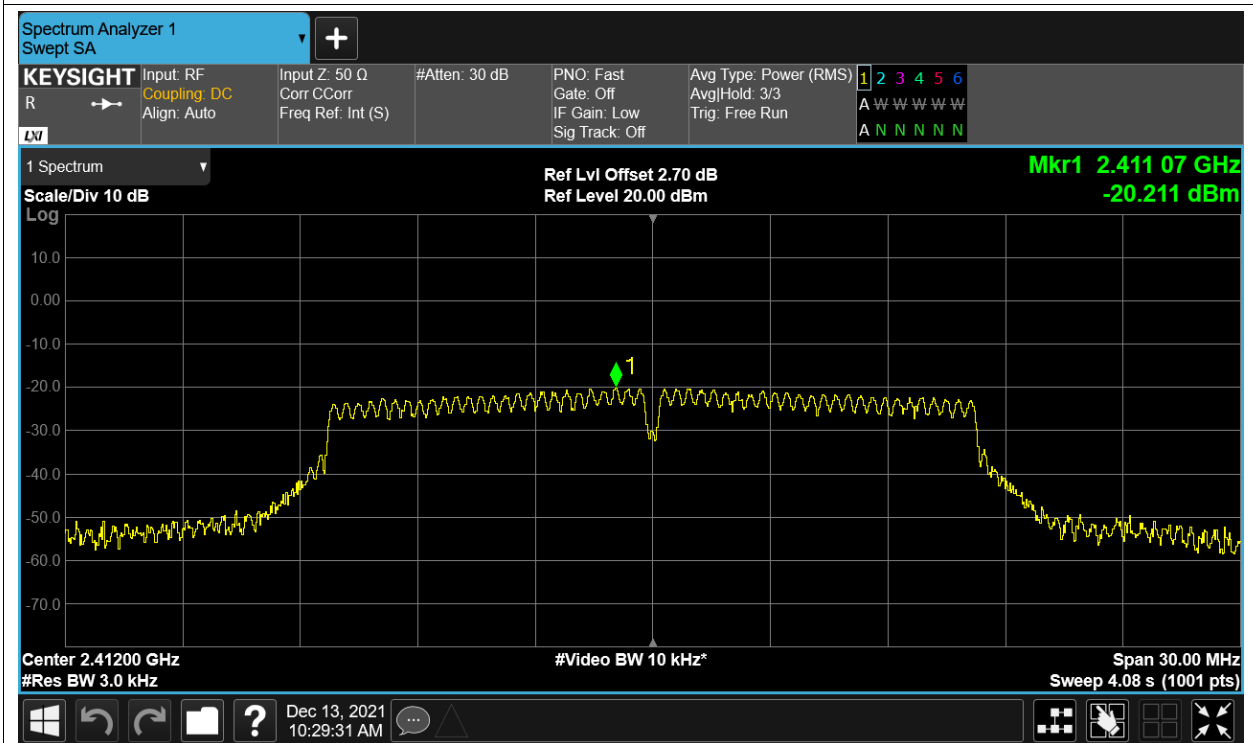 Spectrum Analyzer 1
Swept SA
KEYSIGHT
R
LXI
Input: RF
Coupling: DC
Align: Auto
Input Z: 50 Ω
Corr CCorr
Freq Ref: Int (S)
#Atten: 30 dB
PNO: Fast
Gate: Off
IF Gain: Low
Sig Track: Off
Avg Type: Power (RMS)
Avg|Hold: 3/3
Trig: Free Run
1 2 3 4 5 6
A W W W W W
A N N N N N
1 Spectrum
Scale/Div 10 dB
Log
Ref Lvl Offset 2.70 dB
Ref Level 20.00 dBm
Mkr1 2.411 07 GHz
-20.211 dBm
10.0
0.00
-10.0
-20.0
-30.0
-40.0
-50.0
-60.0
-70.0
1
Center 2.41200 GHz
#Res BW 3.0 kHz
#Video BW 10 kHz*
Span 30.00 MHz
Sweep 4.08 s (1001 pts)
?
Dec 13, 2021
10:29:31 AM